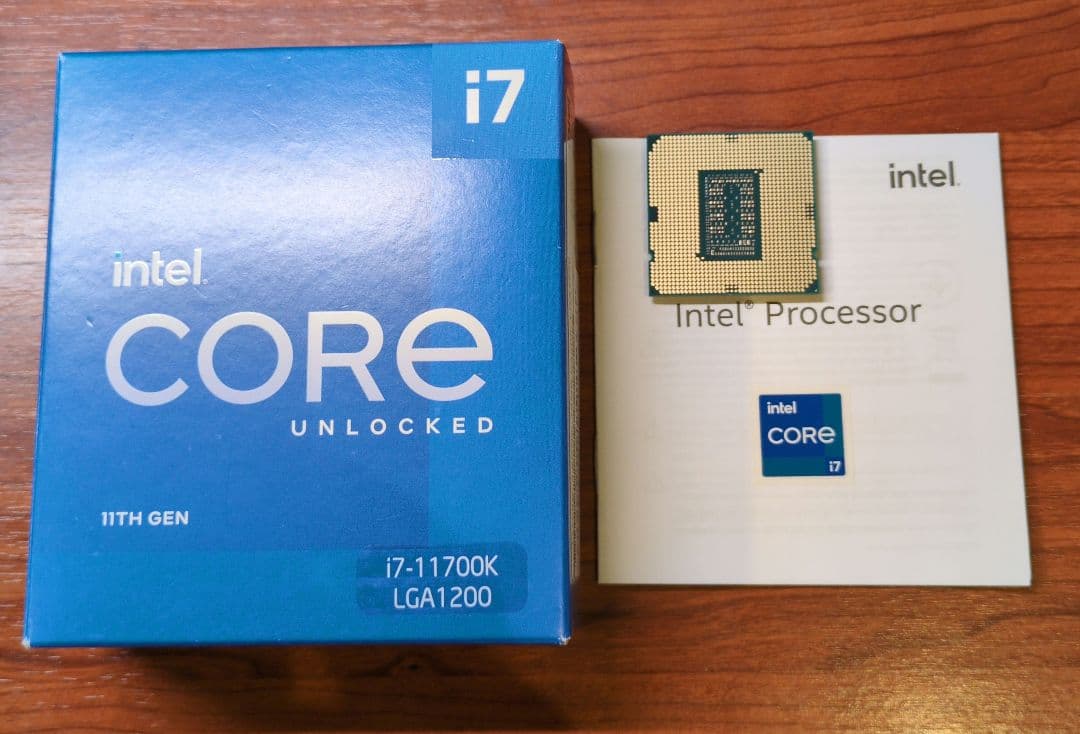 i7
intel.
CORE
UNLOCKED
11TH GEN
i7-11700K
LGA1200
intel.
Intel® Processor
intel
CORE
i7